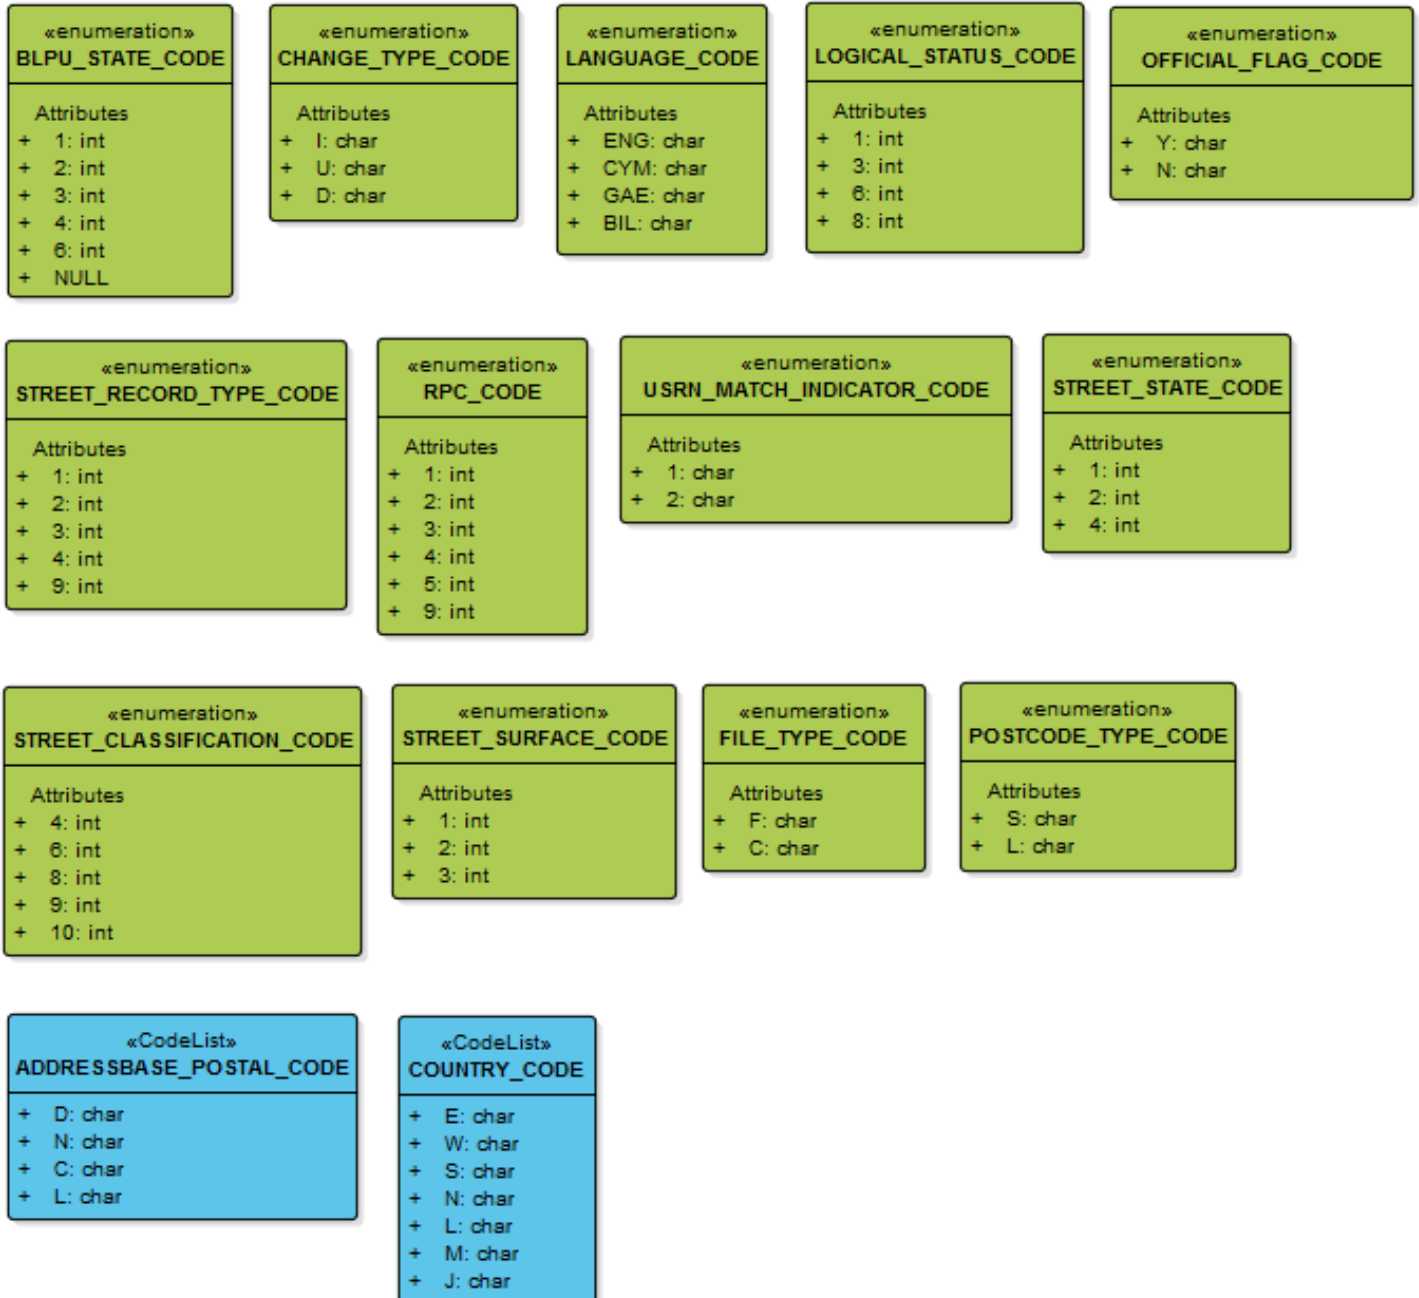 «enumeration»
BLPU_STATE_CODE
Attributes
+ 1: int
+ 2: int
+ 3: int
+ 4: int
+ 6: int
+ NULL
«enumeration»
CHANGE_TYPE_CODE
Attributes
+ I: char
+ U: char
+ D: char
«enumeration»
LANGUAGE_CODE
Attributes
+ ENG: char
+ CYM: char
+ GAE: char
+ BIL: char
«enumeration»
LOGICAL_STATUS_CODE
Attributes
+ 1: int
+ 3: int
+ 6: int
+ 8: int
«enumeration»
OFFICIAL_FLAG_CODE
Attributes
+ Y: char
+ N: char
«enumeration»
STREET_RECORD_TYPE_CODE
Attributes
+ 1: int
+ 2: int
+ 3: int
+ 4: int
+ 9: int
«enumeration»
RPC_CODE
Attributes
+ 1: int
+ 2: int
+ 3: int
+ 4: int
+ 5: int
+ 9: int
«enumeration»
USRN_MATCH_INDICATOR_CODE
Attributes
+ 1: char
+ 2: char
«enumeration»
STREET_STATE_CODE
Attributes
+ 1: int
+ 2: int
+ 4: int
«enumeration»
STREET_CLASSIFICATION_CODE
Attributes
+ 4: int
+ 6: int
+ 8: int
+ 9: int
+ 10: int
«enumeration»
STREET_SURFACE_CODE
Attributes
+ 1: int
+ 2: int
+ 3: int
«enumeration»
FILE_TYPE_CODE
Attributes
+ F: char
+ C: char
«enumeration»
POSTCODE_TYPE_CODE
Attributes
+ S: char
+ L: char
«CodeList»
ADDRESSBASE_POSTAL_CODE
+ D: char
+ N: char
+ C: char
+ L: char
«CodeList»
COUNTRY_CODE
+ E: char
+ W: char
+ S: char
+ N: char
+ L: char
+ M: char
+ J: char